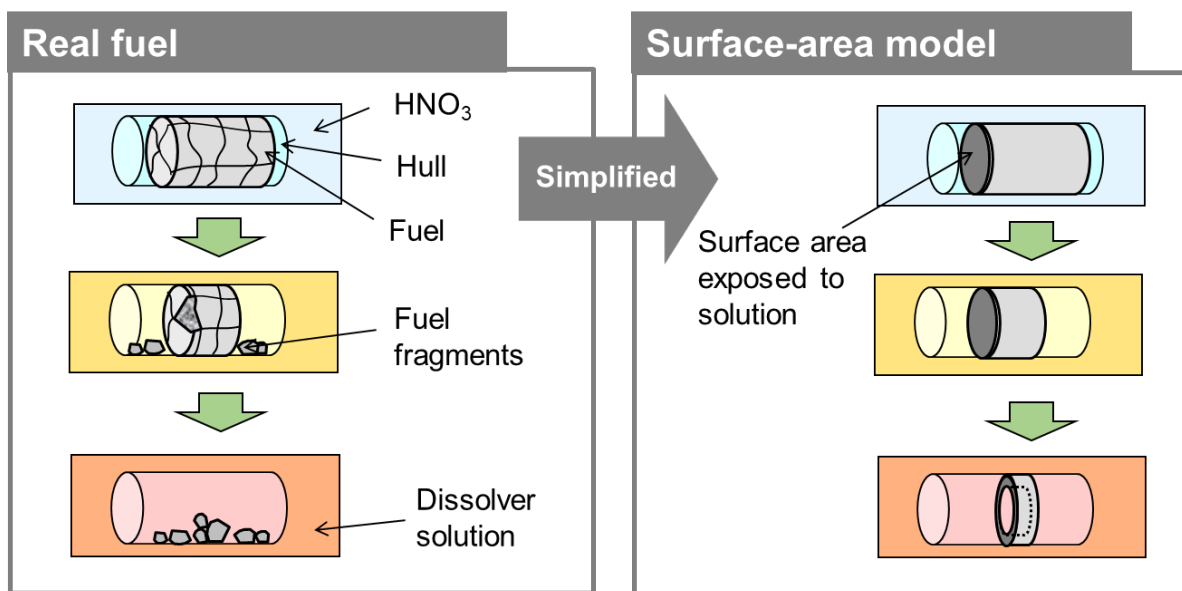 Real fuel
HNO₃
Hull
Fuel
Fuel
fragments
Dissolver
solution
Simplified
Surface-area model
Surface area
exposed to
solution